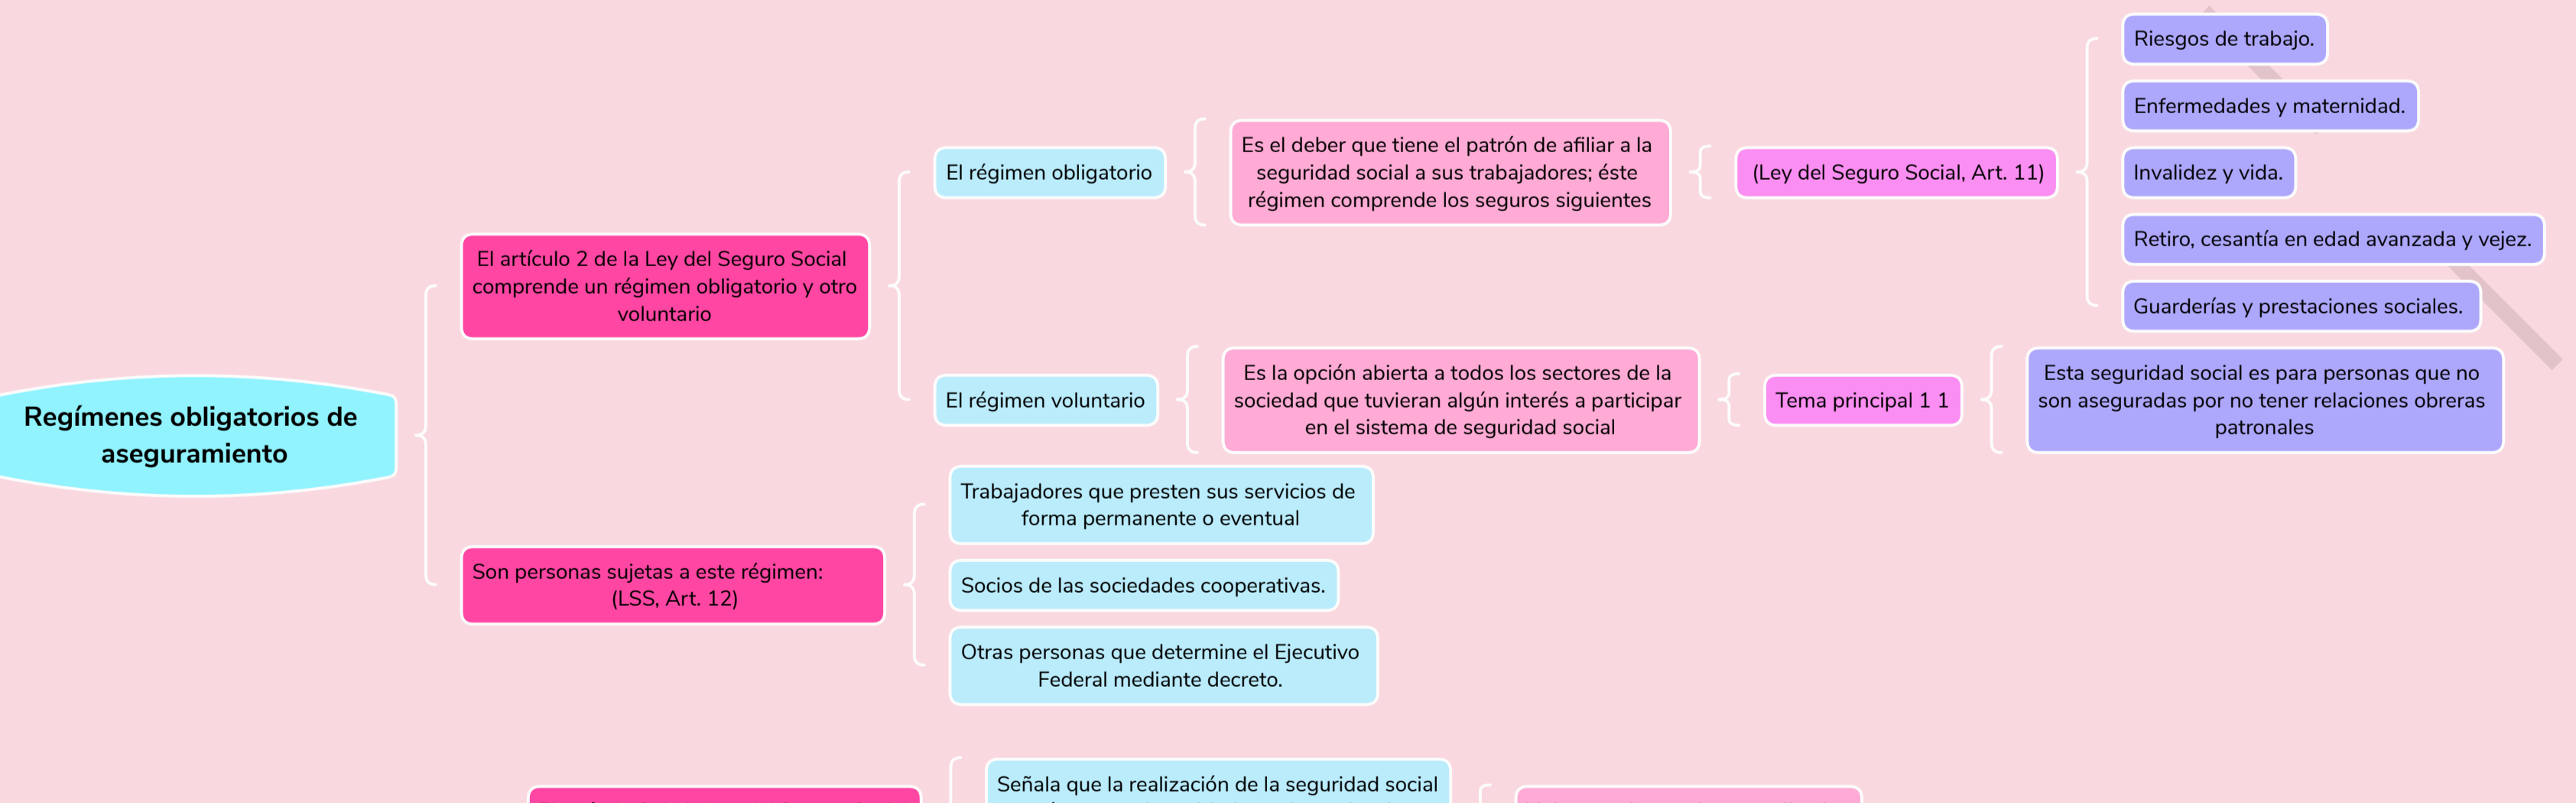 Regímenes obligatorios de
aseguramiento
El artículo 2 de la Ley del Seguro Social
comprende un régimen obligatorio y otro
voluntario
El régimen obligatorio
Es el deber que tiene el patrón de afiliar a la
seguridad social a sus trabajadores; éste
régimen comprende los seguros siguientes
(Ley del Seguro Social, Art. 11)
Riesgos de trabajo.
Enfermedades y maternidad.
Invalidez y vida.
Retiro, cesantía en edad avanzada y vejez.
Guarderías y prestaciones sociales.
El régimen voluntario
Es la opción abierta a todos los sectores de la
sociedad que tuvieran algún interés a participar
en el sistema de seguridad social
Tema principal 1 1
Esta seguridad social es para personas que no
son aseguradas por no tener relaciones obreras
patronales
Son personas sujetas a este régimen:
(LSS, Art. 12)
Trabajadores que presten sus servicios de
forma permanente o eventual
Socios de las sociedades cooperativas.
Otras personas que determine el Ejecutivo
Federal mediante decreto.
Señala que la realización de la seguridad social